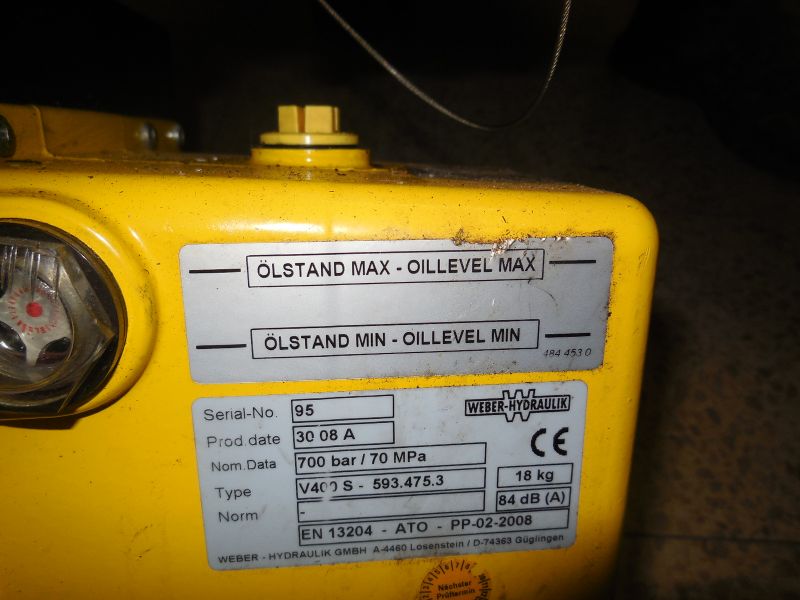 ÖLSTAND MAX - OILLEVEL MAX
ÖLSTAND MIN - OILLEVEL MIN
484 453 0
Serial-No. 95
WEBER-HYDRAULIK
Prod.date 30 08 A
CE
Nom.Data 700 bar / 70 MPa
18 kg
Type V400 S - 593.475.3
84 dB (A)
Norm -
EN 13204 - ATO - PP-02-2008
WEBER - HYDRAULIK GMBH A-4460 Losenstein / D-74363 Güglingen
Nächster
Prüftermin